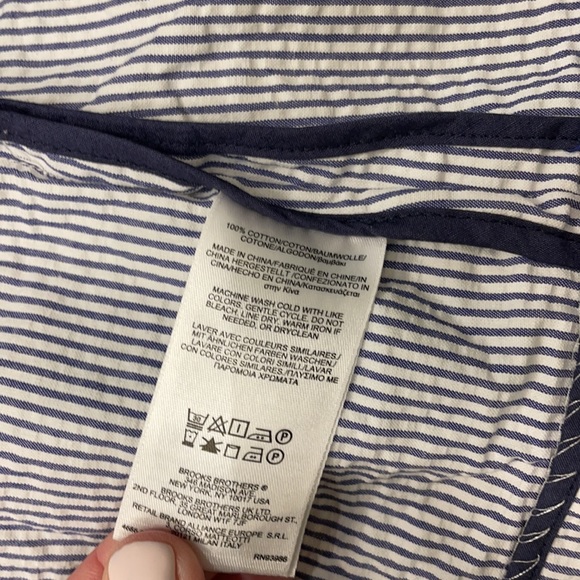 100% COTTON/COTON/BAUMWOLLE/
COTONE/ALGODON/Βαμβάκι
MADE IN CHINA/FABRIQUÉ EN CHINE/IN
CHINA HERGESTELLT /CONFEZIONATO IN
CINA/HECHO EN CHINA/Κατασκευάζεται
στην Κίνα
MACHINE WASH COLD WITH LIKE
COLORS, GENTLE CYCLE. DO NOT
BLEACH. LINE DRY. WARM IRON IF
NEEDED, OR DRYCLEAN
LAVER AVEC COULEURS SIMILAIRES/
MIT ÄHNLICHEN FARBEN WASCHEN/
LAVARE CON COLORI SIMILI/LAVAR
CON COLORES SIMILARES/ΠΛΥΣΙΜΟ ΜΕ
ΠΑΡΟΜΟΙΑ ΧΡΩΜΑΤΑ
P
P
BROOKS BROTHERS ®
346 MADISON AVE.
NEW YORK, NY 10017 USA
BROOKS BROTHERS UK LTD.
2ND FLOOR, GREAT MARLBOROUGH ST,
LONDON W1F 7JF
RETAIL BRAND ALLIANCE EUROPE S.R.L.
MATTEOTTI
MILAN ITALY